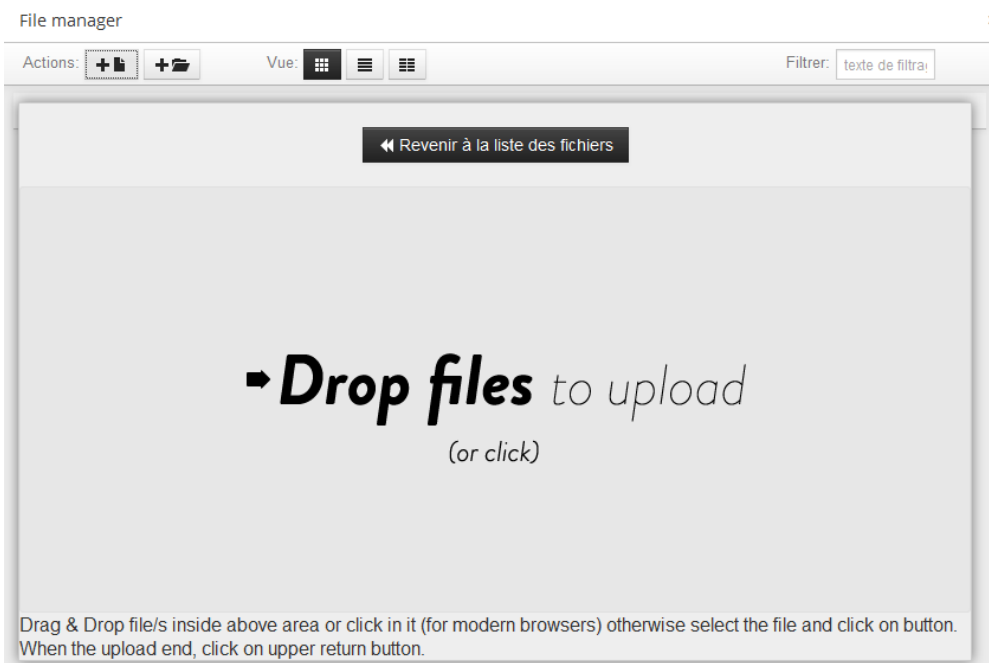 File manager
Actions: Vue: Filtrer: texte de filtrag
Revenir à la liste des fichiers
Drop files to upload
(or click)
Drag & Drop file/s inside above area or click in it (for modern browsers) otherwise select the file and click on button.
When the upload end, click on upper return button.